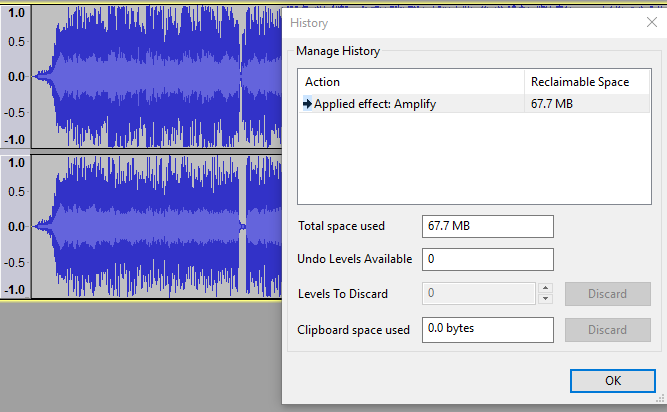 1.0
0.5
0.0
-0.5
-1.0
1.0
0.5
0.0
-0.5
-1.0
History
Manage History
Action Reclaimable Space
Applied effect: Amplify 67.7 MB
Total space used 67.7 MB
Undo Levels Available 0
Levels To Discard 0 Discard
Clipboard space used 0.0 bytes Discard
OK